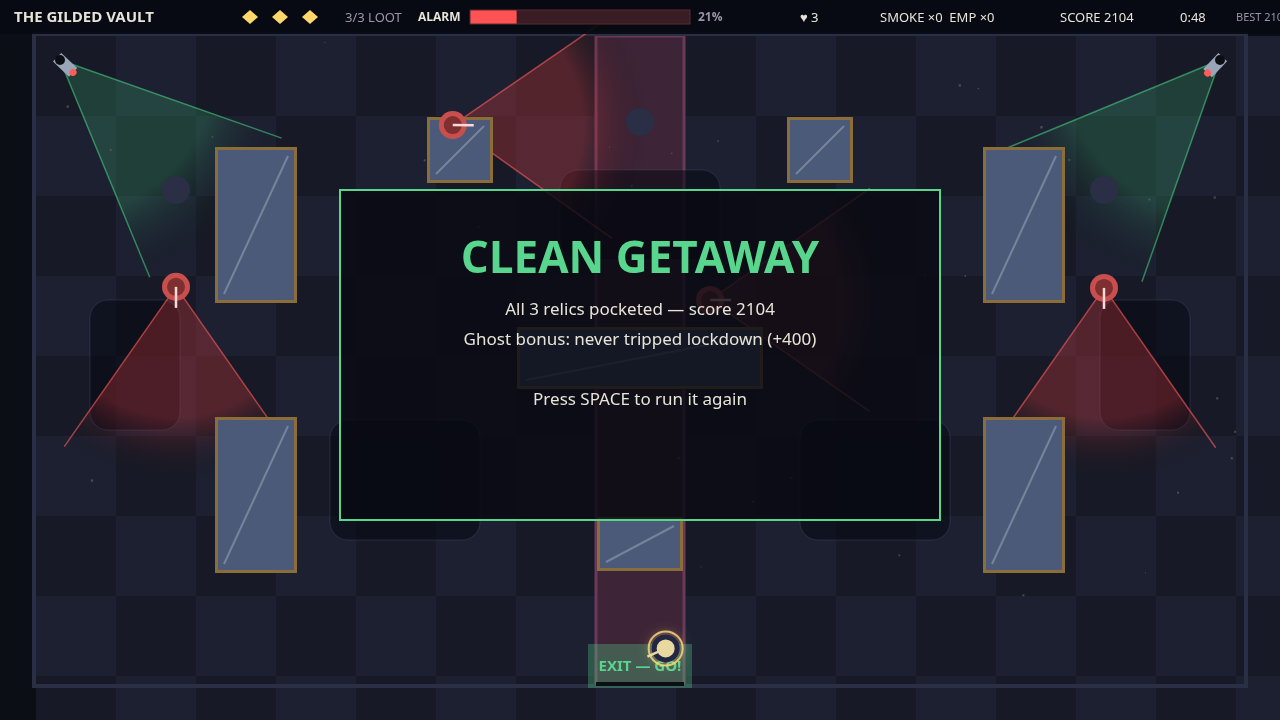 THE GILDED VAULT 3/3 LOOT ALARM 21% ♥ 3 SMOKE ×0 EMP ×0 SCORE 2104 0:48 BEST 210
CLEAN GETAWAY
All 3 relics pocketed — score 2104
Ghost bonus: never tripped lockdown (+400)
Press SPACE to run it again
EXIT — GO!